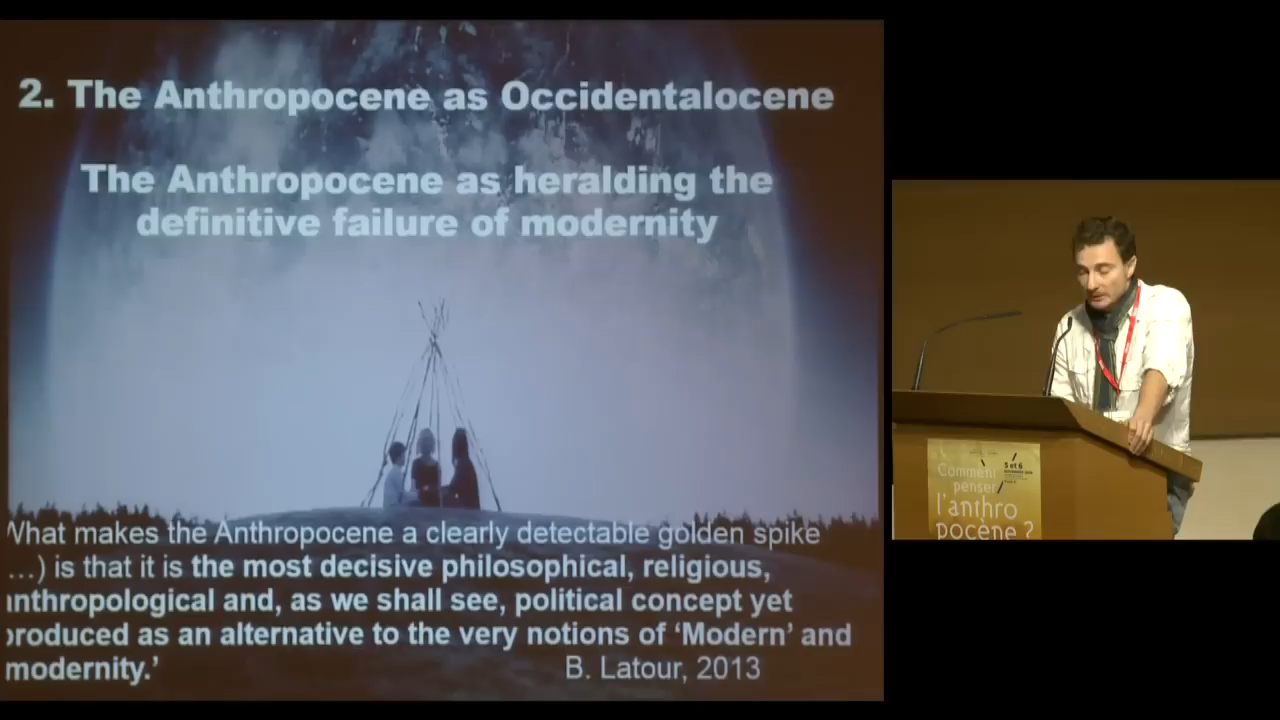 2. The Anthropocene as Occidentalocene
The Anthropocene as heralding the
definitive failure of modernity
What makes the Anthropocene a clearly detectable golden spike
…) is that it is the most decisive philosophical, religious,
anthropological and, as we shall see, political concept yet
produced as an alternative to the very notions of ‘Modern’ and
modernity.’
B. Latour, 2013
Comment
penser
l'anthro
pocène ?
5 et 6